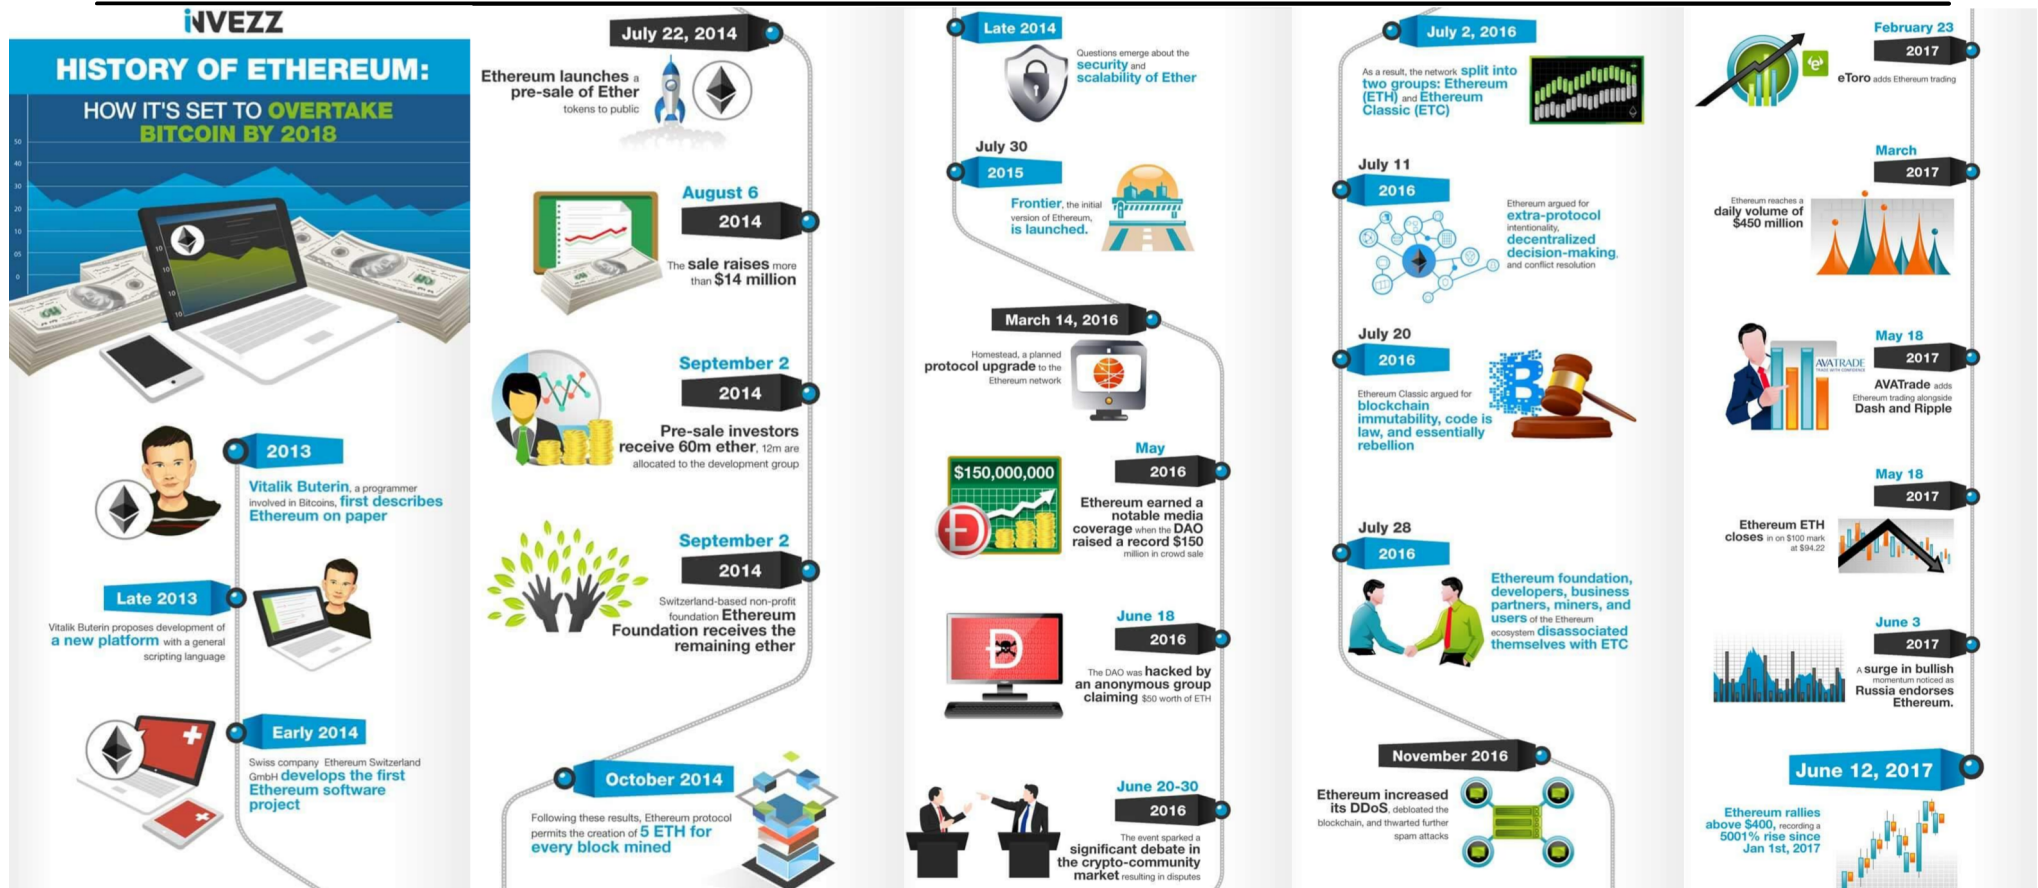 iNVEZZ
HISTORY OF ETHEREUM:
HOW IT'S SET TO OVERTAKE
BITCOIN BY 2018
50
40
30
20
10
05
0
10
10
10
10
2013
Vitalik Buterin, a programmer
involved in Bitcoins, first describes
Ethereum on paper
Late 2013
Vitalik Buterin proposes development of
a new platform with a general
scripting language
Early 2014
Swiss company Ethereum Switzerland
GmbH develops the first
Ethereum software
project
July 22, 2014
Ethereum launches a
pre-sale of Ether
tokens to public
August 6
2014
The sale raises more
than $14 million
September 2
2014
Pre-sale investors
receive 60m ether, 12m are
allocated to the development group
September 2
2014
Switzerland-based non-profit
foundation Ethereum
Foundation receives the
remaining ether
October 2014
Following these results, Ethereum protocol
permits the creation of 5 ETH for
every block mined
Late 2014
Questions emerge about the
security and
scalability of Ether
July 30
2015
Frontier, the initial
version of Ethereum,
is launched.
March 14, 2016
Homestead, a planned
protocol upgrade to the
Ethereum network
May
2016
$150,000,000
Ethereum earned a
notable media
coverage when the DAO
raised a record $150
million in crowd sale
June 18
2016
The DAO was hacked by
an anonymous group
claiming $50 worth of ETH
June 20-30
2016
The event sparked a
significant debate in
the crypto-community
market resulting in disputes
July 2, 2016
As a result, the network split into
two groups: Ethereum
(ETH) and Ethereum
Classic (ETC)
July 11
2016
Ethereum argued for
extra-protocol
intentionality,
decentralized
decision-making,
and conflict resolution
July 20
2016
Ethereum Classic argued for
blockchain
immutability, code is
law, and essentially
rebellion
July 28
2016
Ethereum foundation,
developers, business
partners, miners, and
users of the Ethereum
ecosystem disassociated
themselves with ETC
November 2016
Ethereum increased
its DDoS, debloated the
blockchain, and thwarted further
spam attacks
February 23
2017
eToro adds Ethereum trading
March
2017
Ethereum reaches a
daily volume of
$450 million
May 18
2017
AVATRADE
AVATrade adds
Ethereum trading alongside
Dash and Ripple
May 18
2017
Ethereum ETH
closes in on $100 mark
at $94.22
June 3
2017
A surge in bullish
momentum noticed as
Russia endorses
Ethereum.
June 12, 2017
Ethereum rallies
above $400, recording a
5001% rise since
Jan 1st, 2017